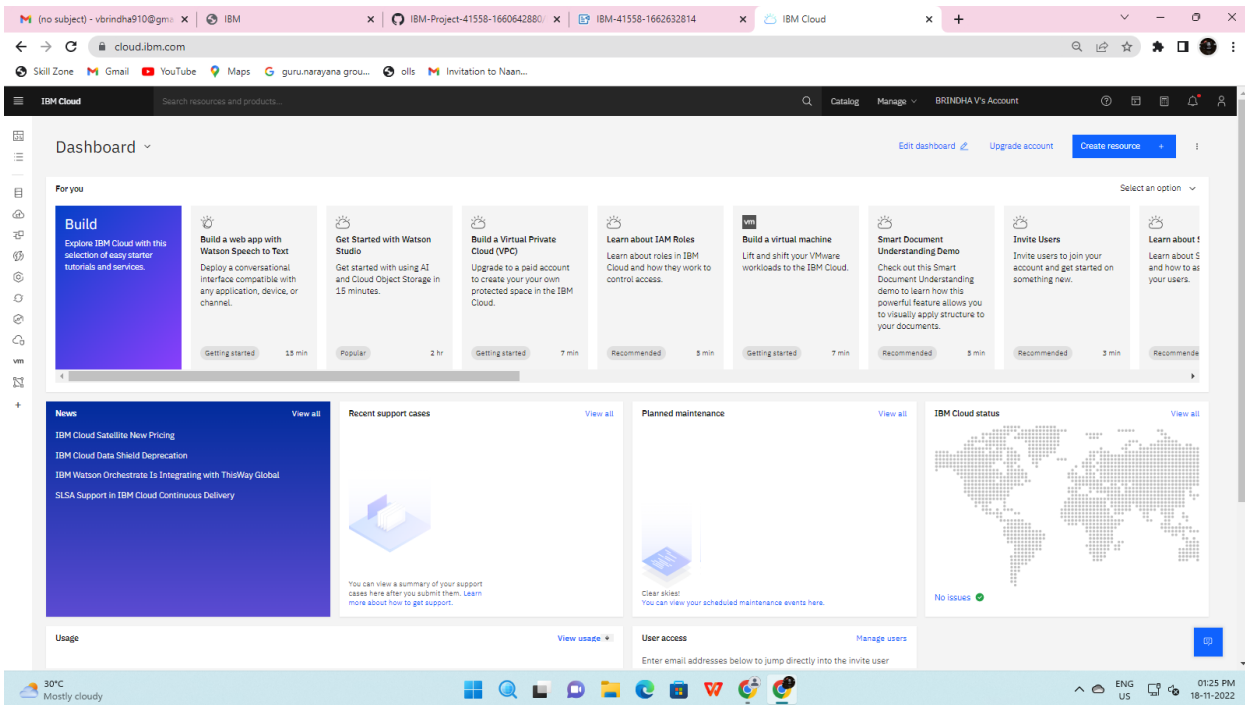 (no subject) - vbrindha910@gma
IBM
IBM-Project-41558-1660642880/
IBM-41558-1662632814
IBM Cloud
cloud.ibm.com
Skill Zone
Gmail
YouTube
Maps
guru.narayana grou...
olls
Invitation to Naan...
IBM Cloud
Search resources and products...
Catalog
Manage
BRINDHA V's Account
Dashboard
Edit dashboard
Upgrade account
Create resource +
For you
Select an option
Build
Explore IBM Cloud with this
selection of easy starter
tutorials and services.
Build a web app with
Watson Speech to Text
Deploy a conversational
interface compatible with
any application, device, or
channel.
Getting started
15 min
Get Started with Watson
Studio
Get started with using AI
and Cloud Object Storage in
15 minutes.
Popular
2 hr
Build a Virtual Private
Cloud (VPC)
Upgrade to a paid account
to create your your own
protected space in the IBM
Cloud.
Getting started
7 min
Learn about IAM Roles
Learn about roles in IBM
Cloud and how they work to
control access.
Recommended
5 min
vm
Build a virtual machine
Lift and shift your VMware
workloads to the IBM Cloud.
Getting started
7 min
Smart Document
Understanding Demo
Check out this Smart
Document Understanding
demo to learn how this
powerful feature allows you
to visually apply structure to
your documents.
Recommended
5 min
Invite Users
Invite users to join your
account and get started on
something new.
Recommended
3 min
Learn about S
Learn about S
and how to as
your users.
Recommende
vm
News
View all
IBM Cloud Satellite New Pricing
IBM Cloud Data Shield Deprecation
IBM Watson Orchestrate Is Integrating with ThisWay Global
SLSA Support in IBM Cloud Continuous Delivery
Recent support cases
View all
You can view a summary of your support
cases here after you submit them. Learn
more about how to get support.
Planned maintenance
View all
Clear skies!
You can view your scheduled maintenance events here.
IBM Cloud status
View all
No issues
Usage
View usage
User access
Manage users
Enter email addresses below to jump directly into the invite user
30°C
Mostly cloudy
ENG
US
01:25 PM
18-11-2022